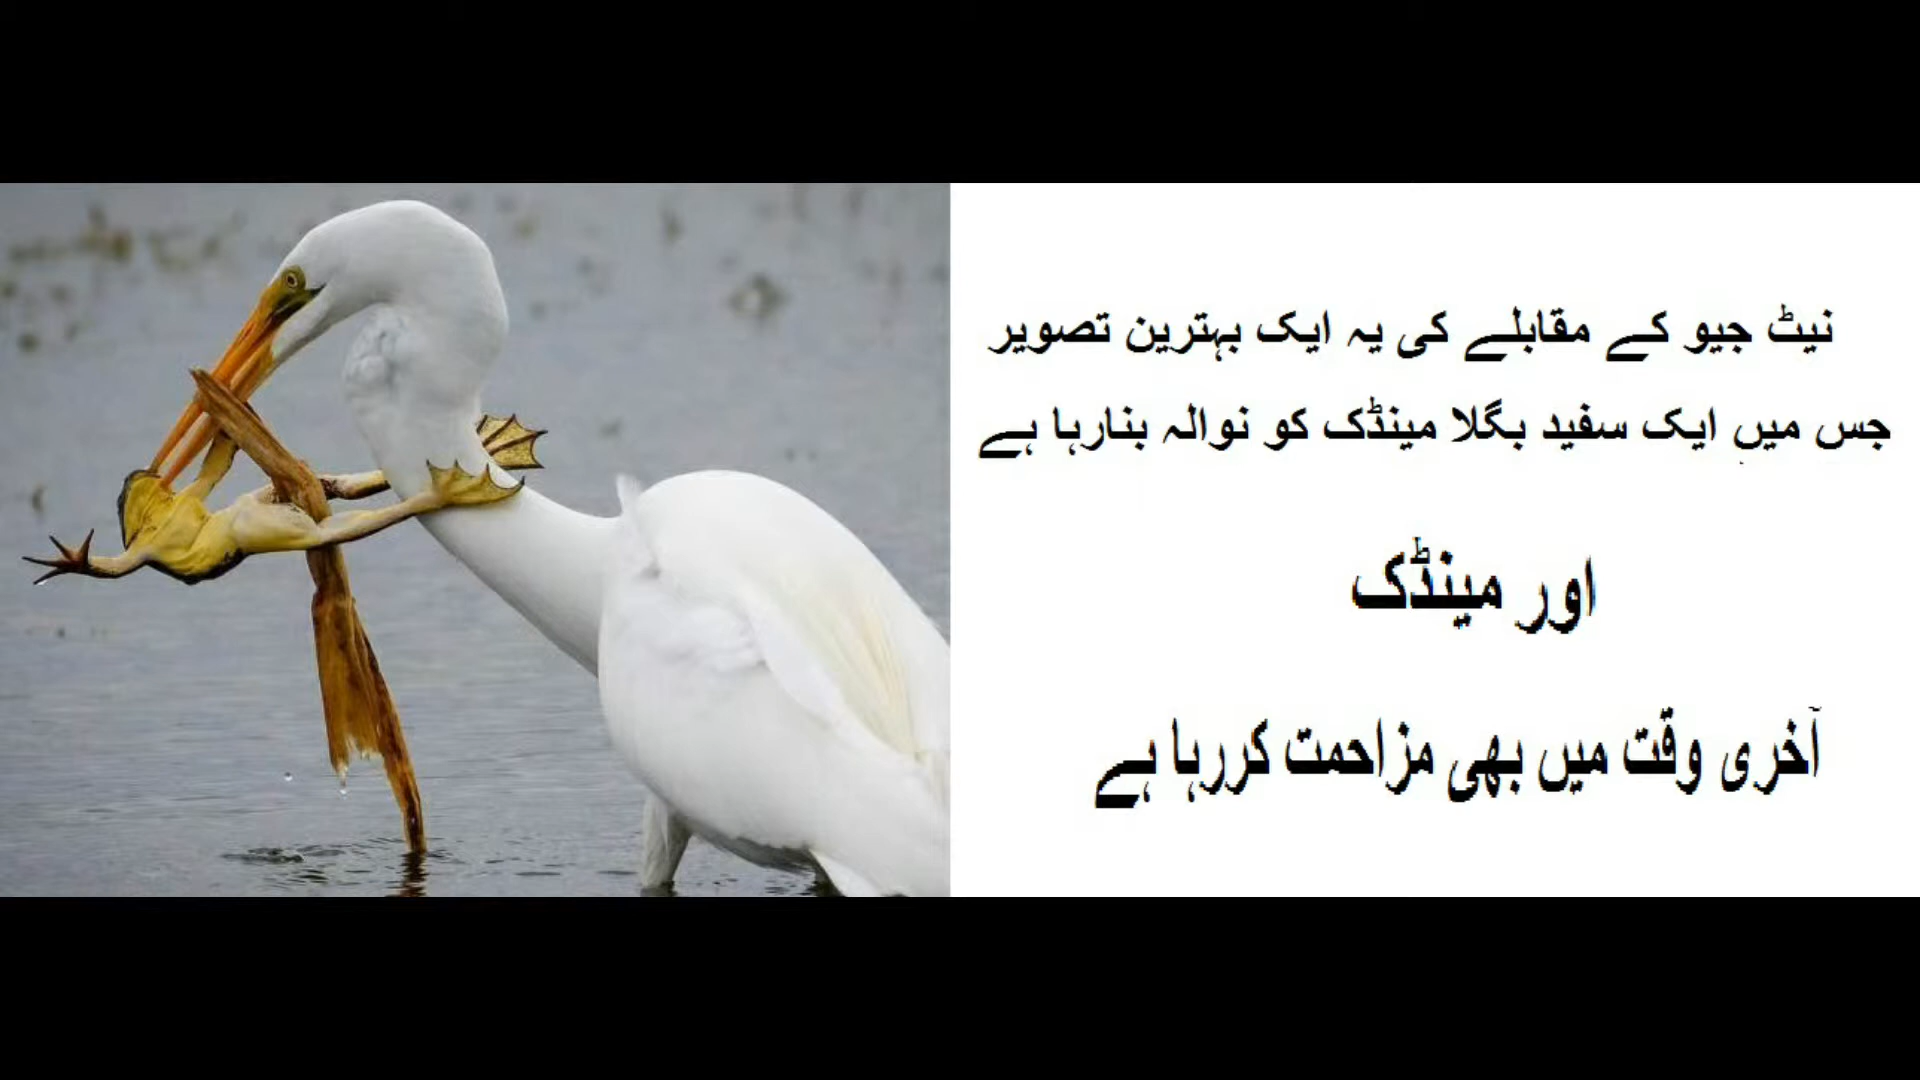 نیٹ جیو کے مقابلے کی یہ ایک بہترین تصویر
جس میں ایک سفید بگلا مینڈک کو نوالہ بنارہا ہے
اور مینڈک
آخری وقت میں بھی مزاحمت کررہا ہے